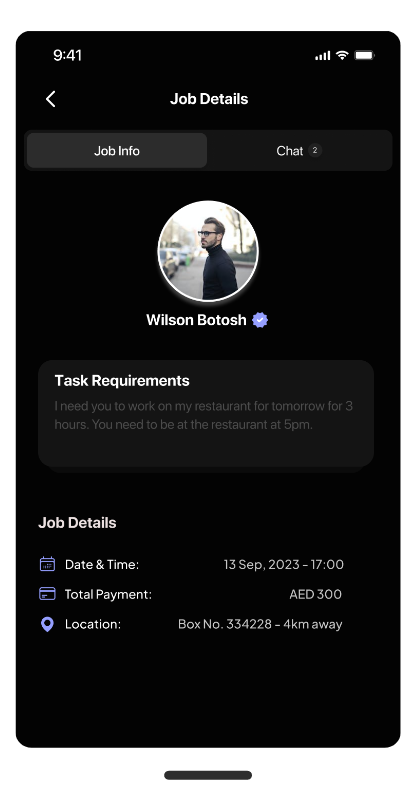 9:41
Job Details
Job Info
Chat 2
Wilson Botosh
Task Requirements
I need you to work on my restaurant for tomorrow for 3
hours. You need to be at the restaurant at 5pm.
Job Details
Date & Time: 13 Sep, 2023 - 17:00
Total Payment: AED 300
Location: Box No. 334228 - 4km away